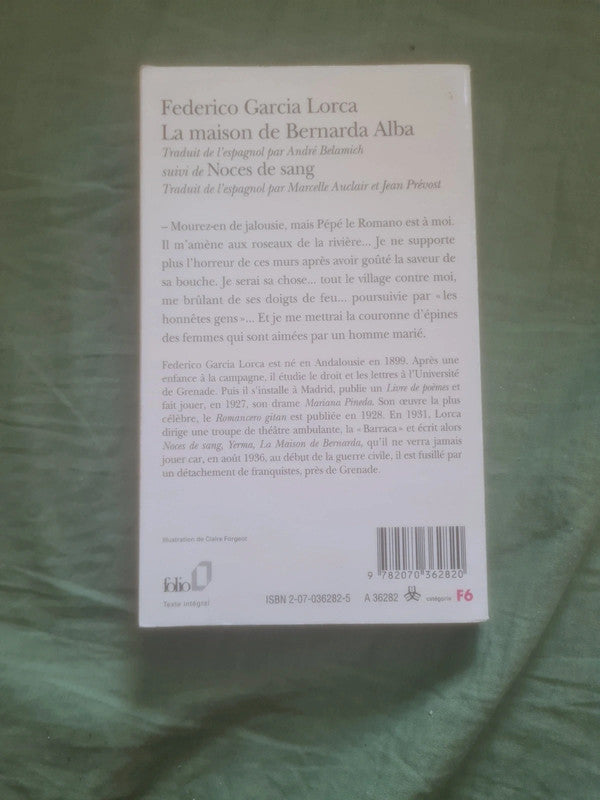 Federico Garcia Lorca
La maison de Bernarda Alba
Traduit de l'espagnol par André Belamich
suivi de Noces de sang
Traduit de l'espagnol par Marcelle Auclair et Jean Prévost
– Mourez-en de jalousie, mais Pépé le Romano est à moi.
Il m'amène aux roseaux de la rivière... Je ne supporte
plus l'horreur de ces murs après avoir goûté la saveur de
sa bouche. Je serai sa chose... tout le village contre moi,
me brûlant de ses doigts de feu... poursuivie par « les
honnêtes gens »... Et je me mettrai la couronne d'épines
des femmes qui sont aimées par un homme marié.
Federico Garcia Lorca est né en Andalousie en 1899. Après une
enfance à la campagne, il étudie le droit et les lettres à l'Université
de Grenade. Puis il s'installe à Madrid, publie un Livre de poèmes et
fait jouer, en 1927, son drame Mariana Pineda. Son œuvre la plus
célèbre, le Romancero gitan est publiée en 1928. En 1931, Lorca
dirige une troupe de théâtre ambulante, la « Barraca » et écrit alors
Noces de sang, Yerma, La Maison de Bernarda, qu'il ne verra jamais
jouer car, en août 1936, au début de la guerre civile, il est fusillé par
un détachement de franquistes, près de Grenade.
Illustration de Claire Forgeot
folio
Texte intégral
9 782070 362820
ISBN 2-07-036282-5 A 36282 catégorie F6